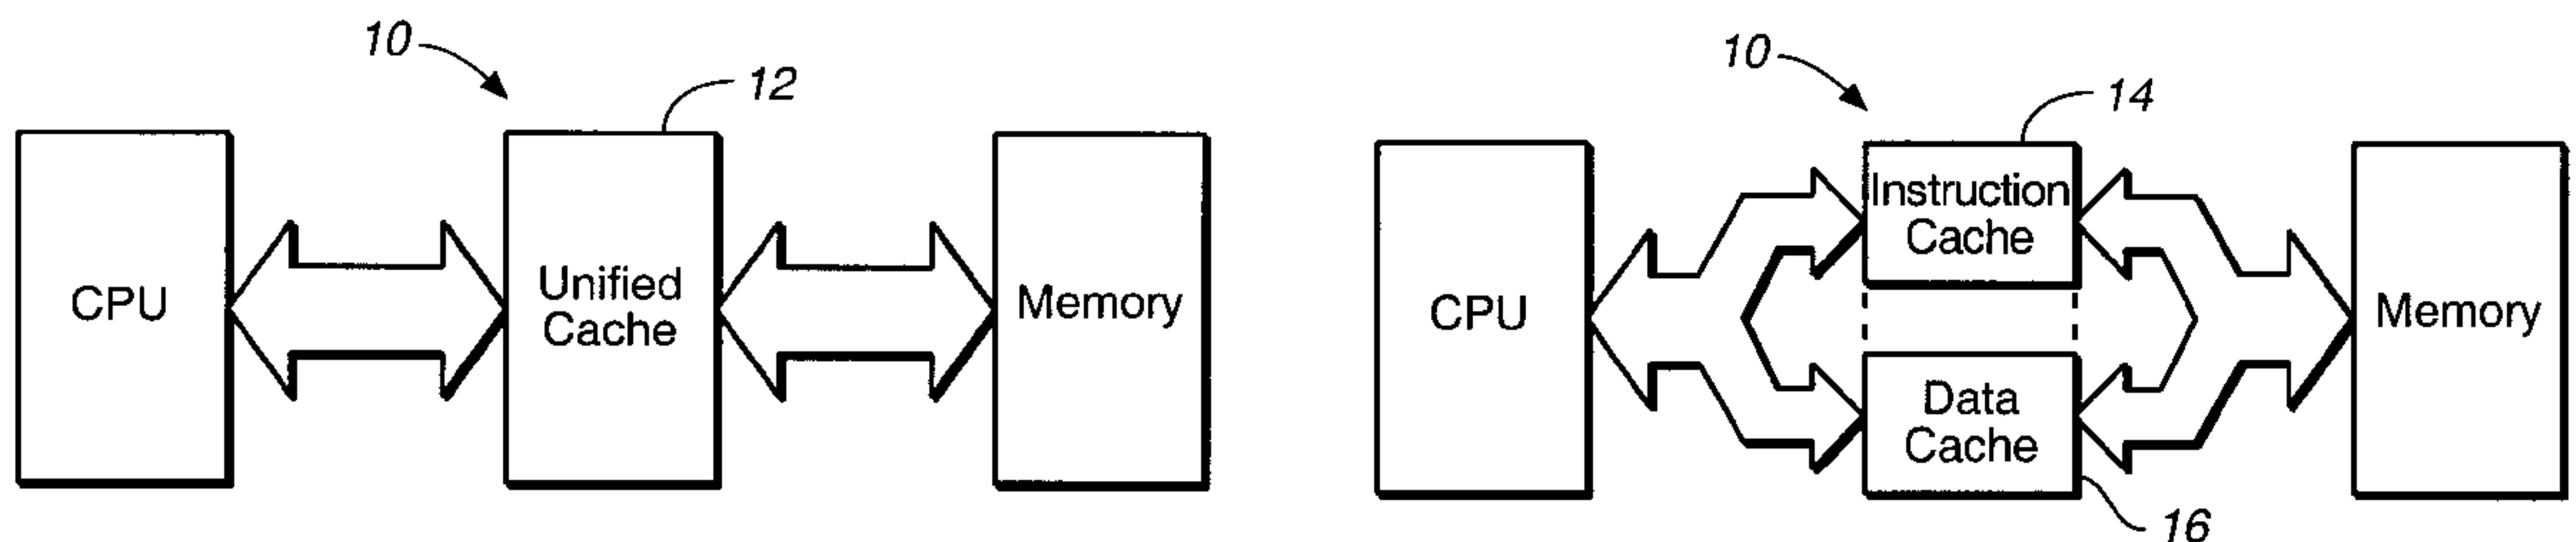 10
12
CPU
Unified
Cache
Memory
10
14
CPU
Instruction
Cache
Data
Cache
Memory
16